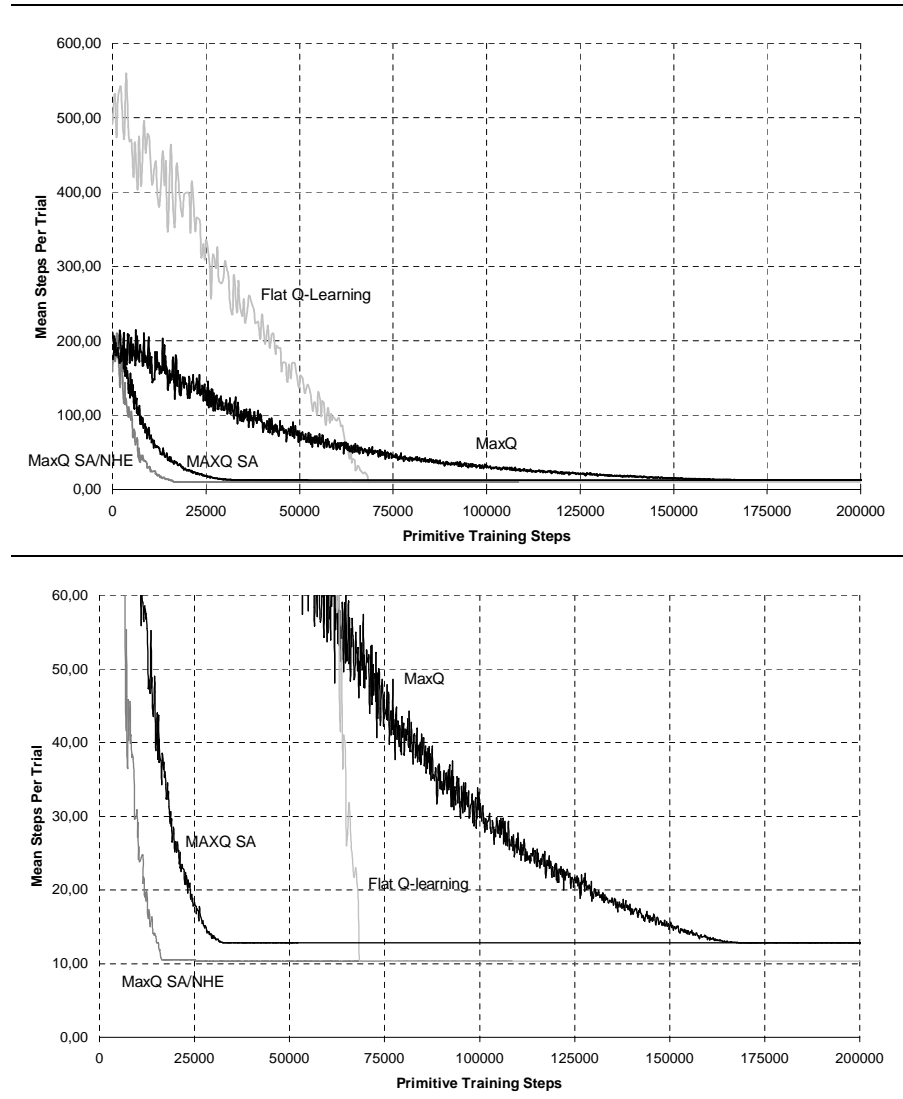 600,00
500,00
400,00
300,00
200,00
100,00
0,00
Mean Steps Per Trial
Flat Q-Learning
MaxQ
MaxQ SA/NHE
MAXQ SA
0 25000 50000 75000 100000 125000 150000 175000 200000
Primitive Training Steps
60,00
50,00
40,00
30,00
20,00
10,00
0,00
Mean Steps Per Trial
MaxQ
MAXQ SA
Flat Q-learning
MaxQ SA/NHE
0 25000 50000 75000 100000 125000 150000 175000 200000
Primitive Training Steps